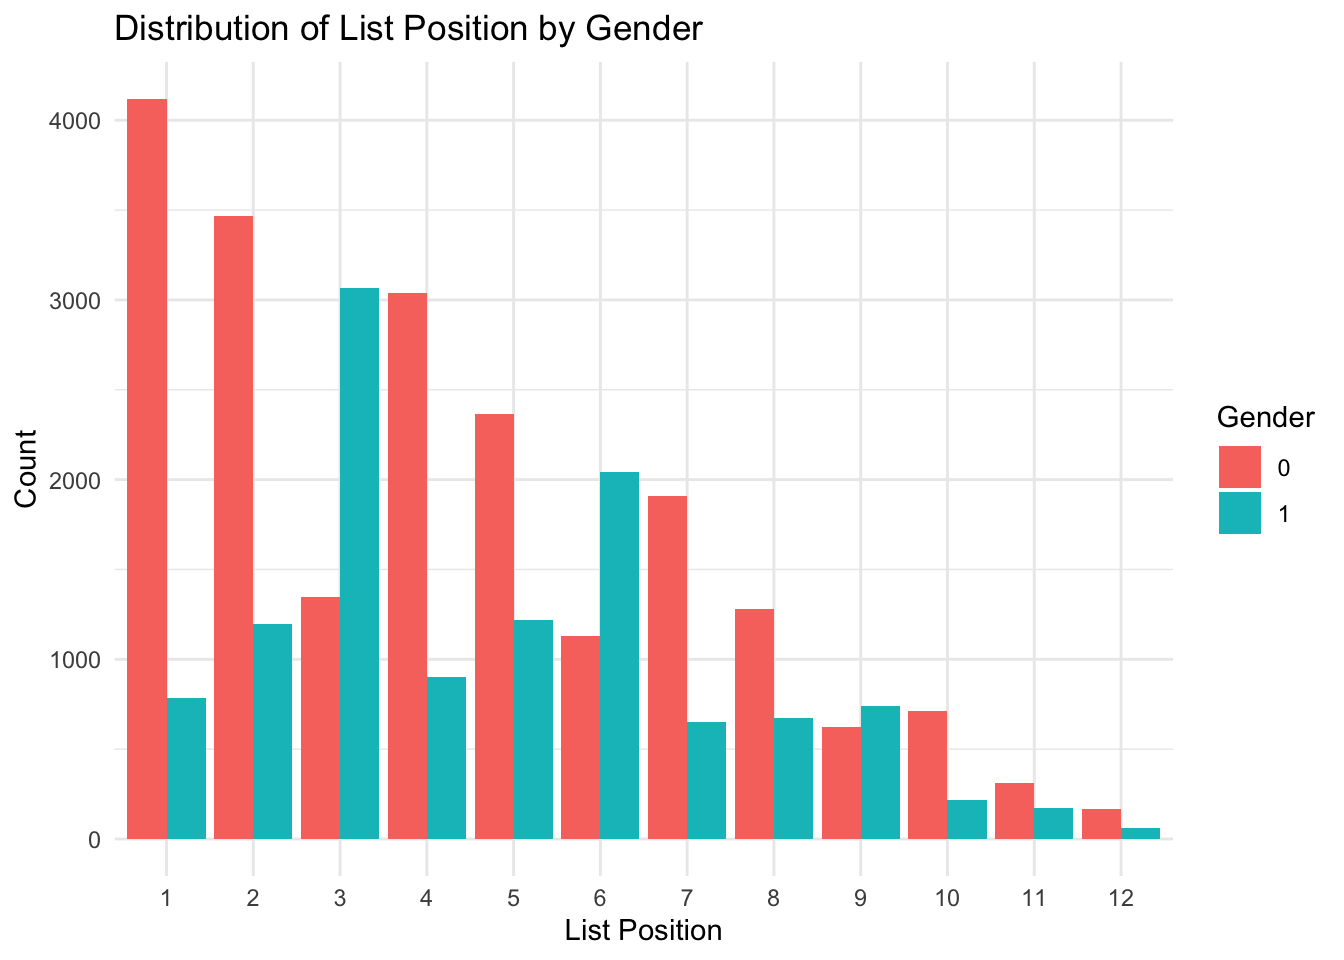 Distribution of List Position by Gender
4000
3000
2000
1000
0
Count
1 2 3 4 5 6 7 8 9 10 11 12
List Position
Gender
0
1